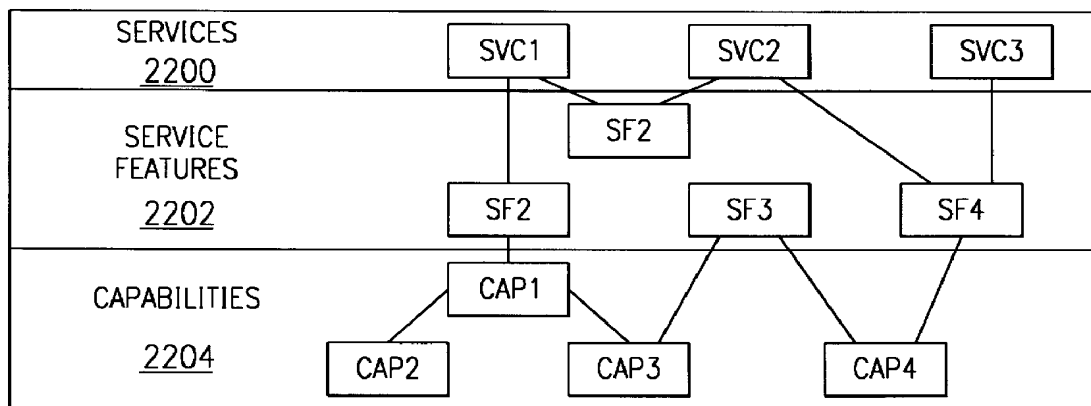 SERVICES
2200
SVC1
SVC2
SVC3
SERVICE
FEATURES
2202
SF2
SF2
SF3
SF4
CAPABILITIES
2204
CAP1
CAP2
CAP3
CAP4